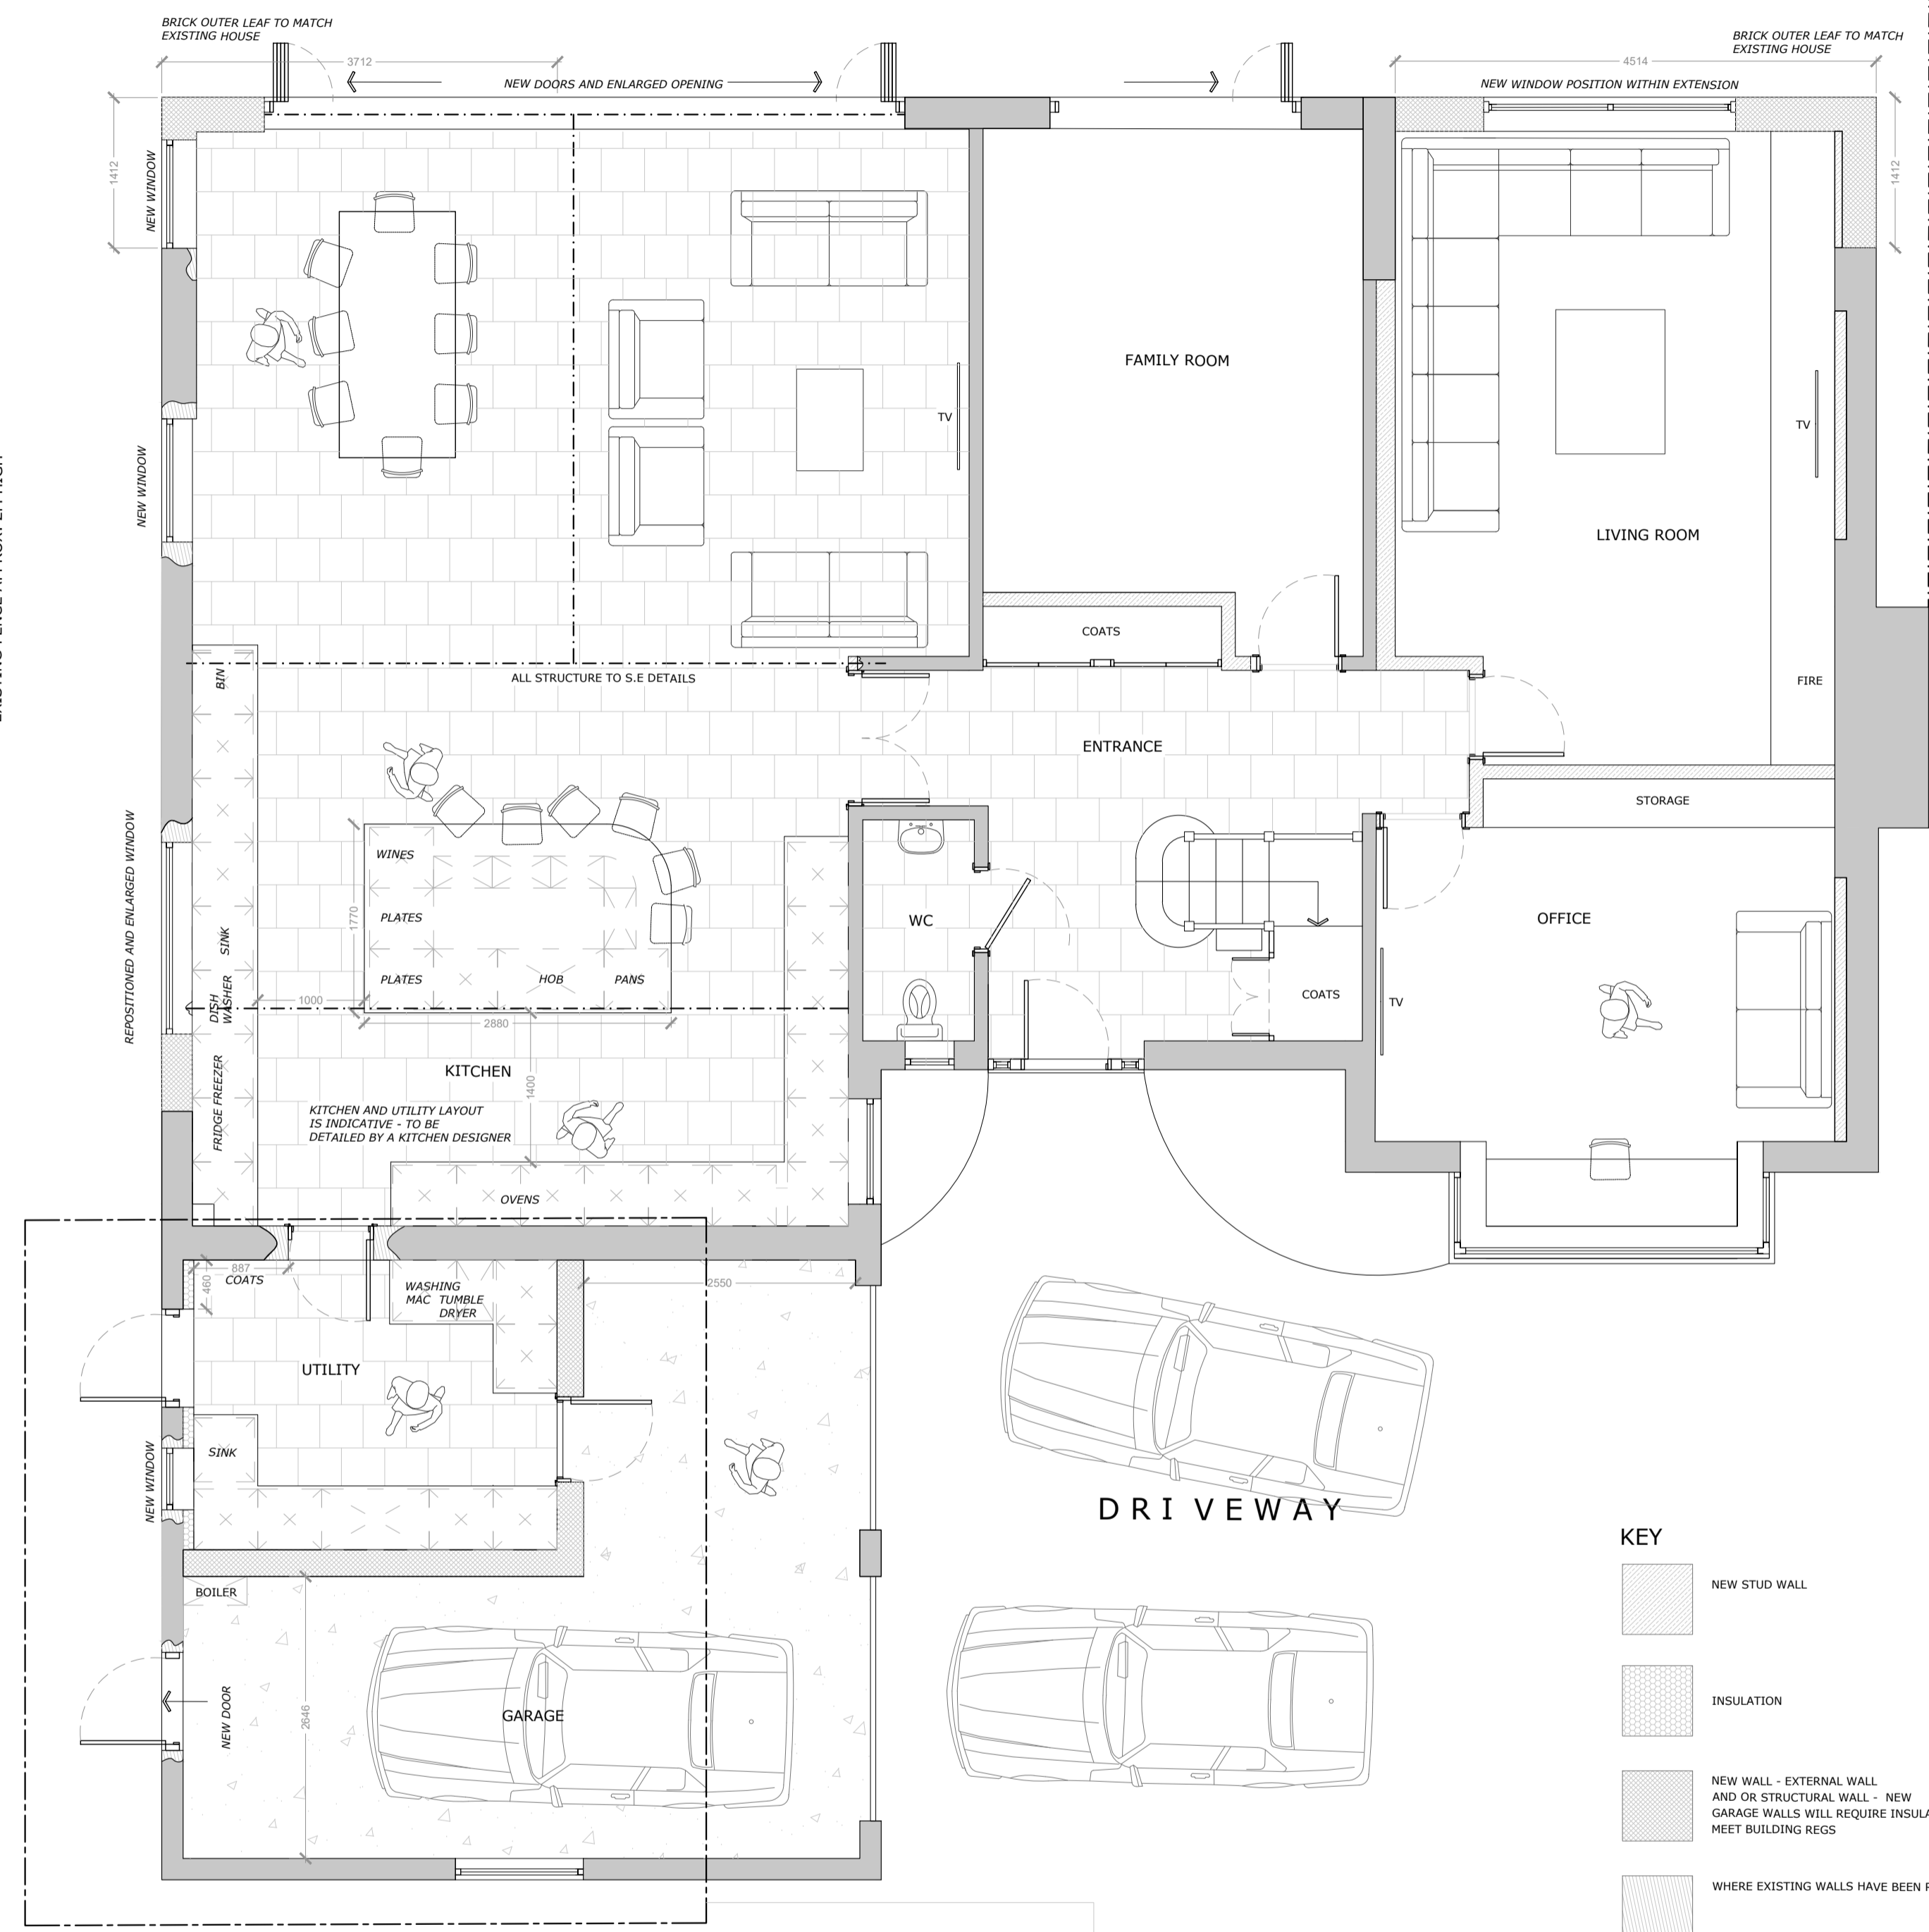 BRICK OUTER LEAF TO MATCH
EXISTING HOUSE
BRICK OUTER LEAF TO MATCH
EXISTING HOUSE
3712
4514
NEW DOORS AND ENLARGED OPENING
NEW WINDOW POSITION WITHIN EXTENSION
1412
NEW WINDOW
1412
FAMILY ROOM
TV
TV
NEW WINDOW
LIVING ROOM
COATS
BIN
ALL STRUCTURE TO S.E DETAILS
FIRE
ENTRANCE
STORAGE
REPOSITIONED AND ENLARGED WINDOW
WINES
1770
PLATES
SINK
WC
OFFICE
PLATES
HOB
PANS
DISH
WASHER
1000
2880
COATS
TV
KITCHEN
1400
FRIDGE FREEZER
KITCHEN AND UTILITY LAYOUT
IS INDICATIVE - TO BE
DETAILED BY A KITCHEN DESIGNER
OVENS
887
460
COATS
WASHING
MAC TUMBLE
DRYER
2550
UTILITY
SINK
NEW WINDOW
DRIVEWAY
KEY
BOILER
NEW STUD WALL
NEW DOOR
2646
GARAGE
INSULATION
NEW WALL - EXTERNAL WALL
AND OR STRUCTURAL WALL - NEW
GARAGE WALLS WILL REQUIRE INSULA
MEET BUILDING REGS
WHERE EXISTING WALLS HAVE BEEN